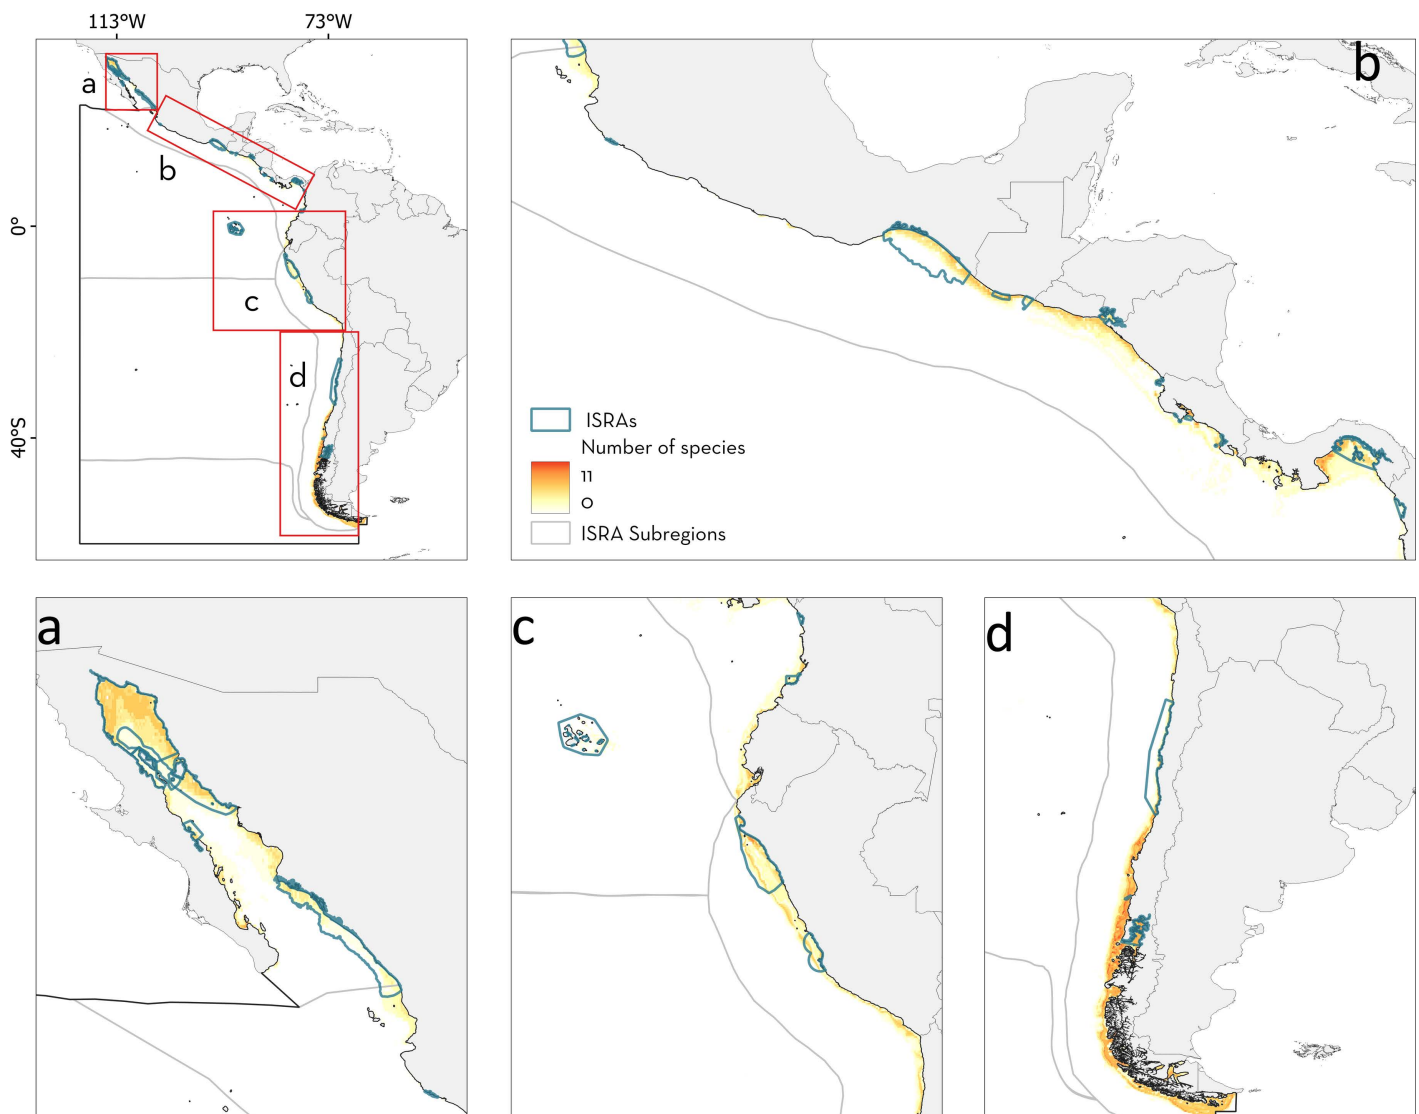 113°W 73°W
0°
40°S
a
b
c
d
b
ISRAs
Number of species
11
0
ISRA Subregions
a
c
d